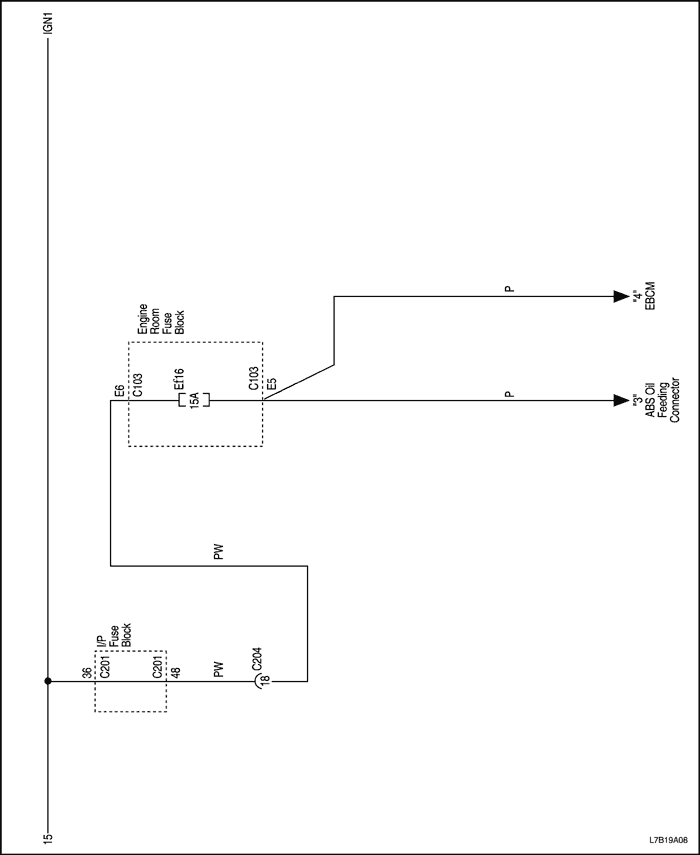 15
IGN1
36
C201
I/P
Fuse
Block
C201
48
PW
C204
18
PW
E6
C103
Engine
Room
Fuse
Block
Ef16
15A
C103
E5
P
P
"3"
ABS Oil
Feeding
Connector
"4"
EBCM
L7B19A08